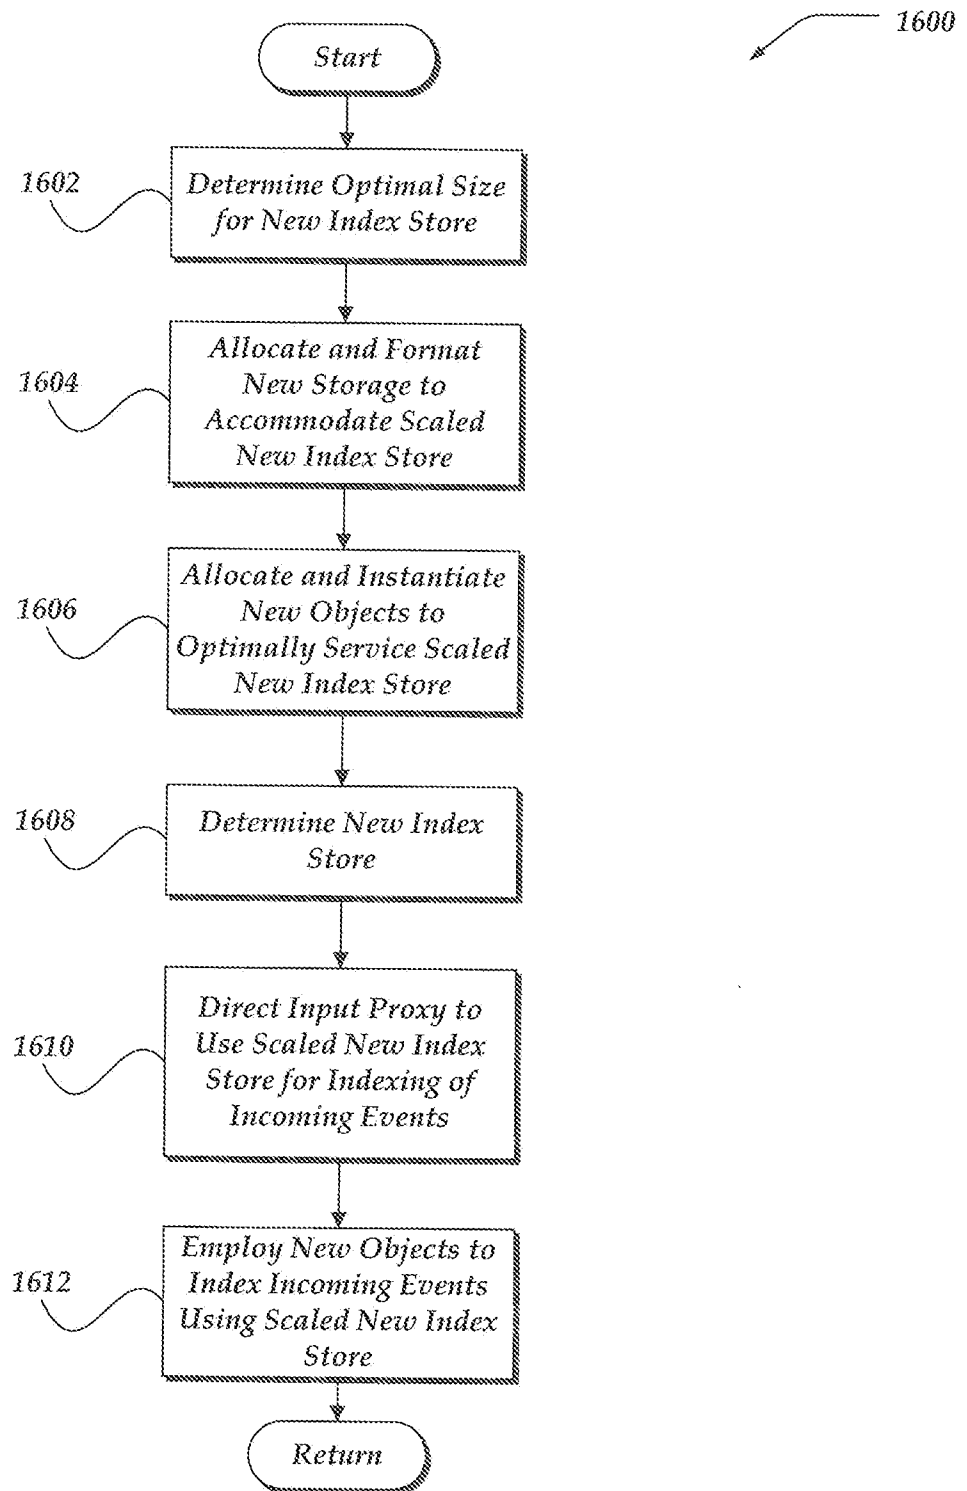 1600
Start
1602
Determine Optimal Size
for New Index Store
1604
Allocate and Format
New Storage to
Accommodate Scaled
New Index Store
1606
Allocate and Instantiate
New Objects to
Optimally Service Scaled
New Index Store
1608
Determine New Index
Store
1610
Direct Input Proxy to
Use Scaled New Index
Store for Indexing of
Incoming Events
1612
Employ New Objects to
Index Incoming Events
Using Scaled New Index
Store
Return